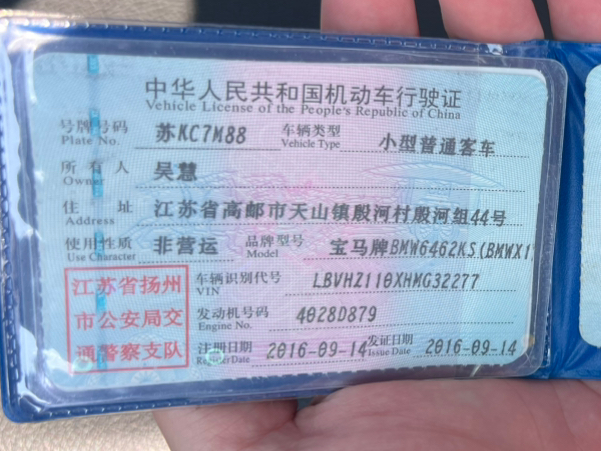 中华人民共和国机动车行驶证
Vehicle License of the People's Republic of China
号牌号码 苏KC7M88 车辆类型 小型普通客车
Plate No. Vehicle Type
所有人 吴慧
Owner
住址 江苏省高邮市天山镇殷河村殷河组44号
Address
使用性质 非营运 品牌型号 宝马牌BMW6462KS(BMWX1
Use Character Model
江苏省扬州
市公安局交
通警察支队
车辆识别代号 LBVHZ110XHMG32277
VIN
发动机号码 4028D879
Engine No.
注册日期 2016-09-14 发证日期 2016-09-14
Register Date Issue Date